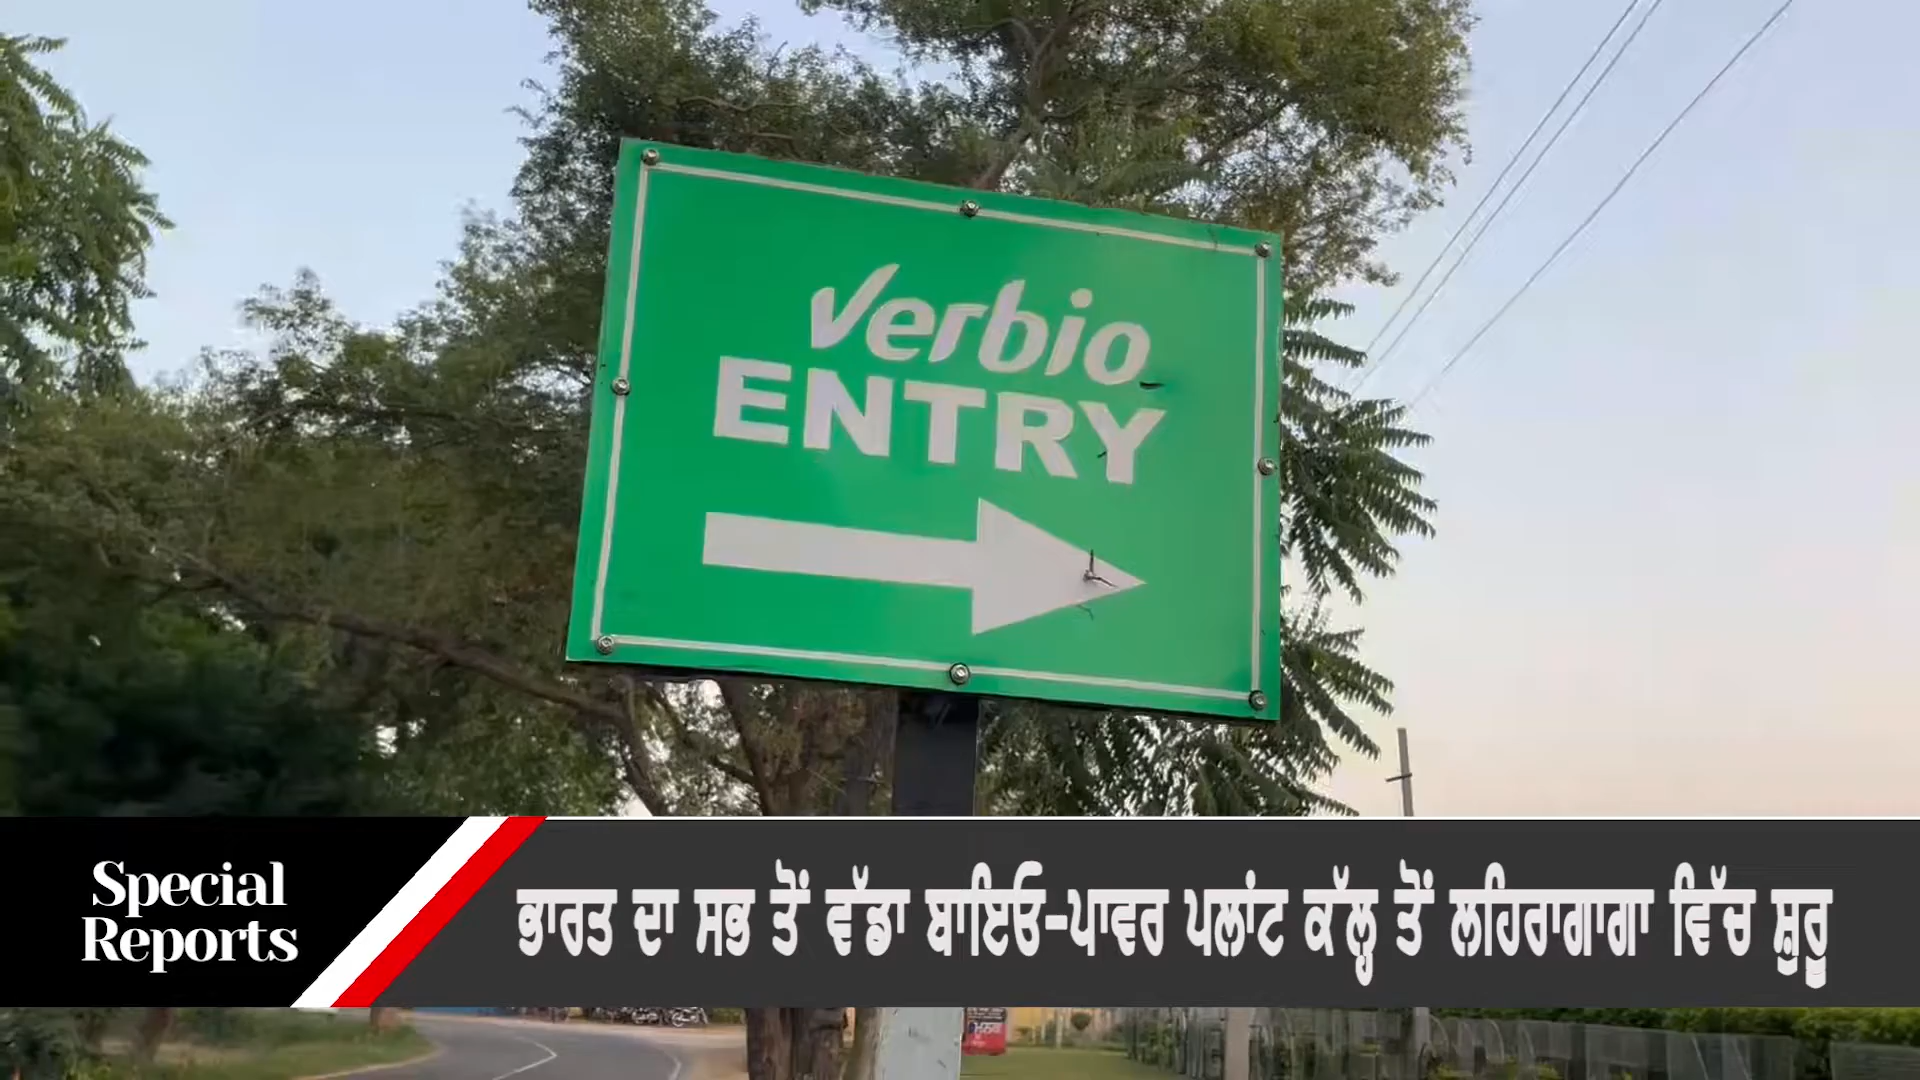 Verbio
ENTRY
Special
Reports
ਭਾਰਤ ਦਾ ਸਭ ਤੋਂ ਵੱਡਾ ਬਾਇਓ-ਪਾਵਰ ਪਲਾਂਟ ਕੱਲ੍ਹ ਤੋਂ ਲਹਿਰਾਗਾਗਾ ਵਿੱਚ ਸ਼ੁਰੂ